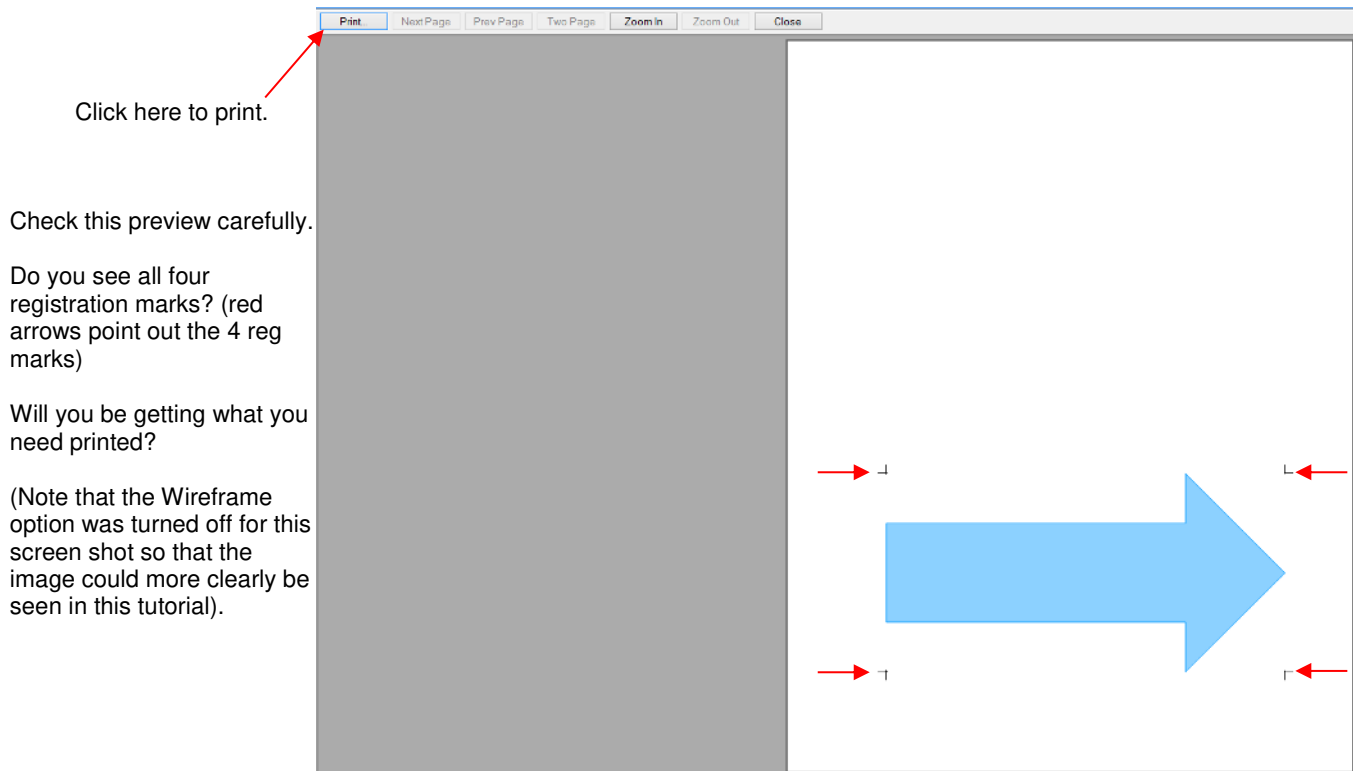 Print... Next Page Prev Page Two Page Zoom In Zoom Out Close
Click here to print.
Check this preview carefully.
Do you see all four
registration marks? (red
arrows point out the 4 reg
marks)
Will you be getting what you
need printed?
(Note that the Wireframe
option was turned off for this
screen shot so that the
image could more clearly be
seen in this tutorial).